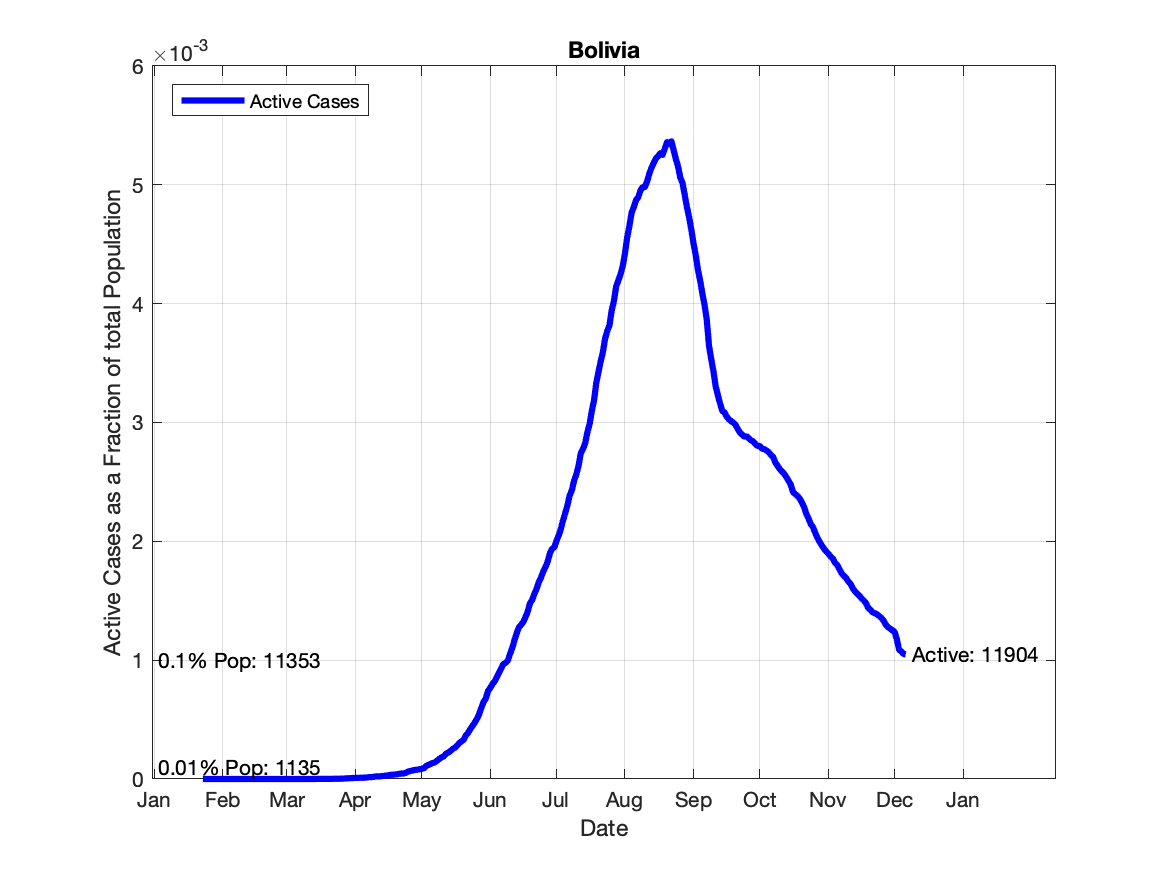 Bolivia
×10-3
Active Cases
6
5
4
3
2
1
0
Active Cases as a Fraction of total Population
0.1% Pop: 11353
0.01% Pop: 1135
Active: 11904
Jan Feb Mar Apr May Jun Jul Aug Sep Oct Nov Dec Jan
Date